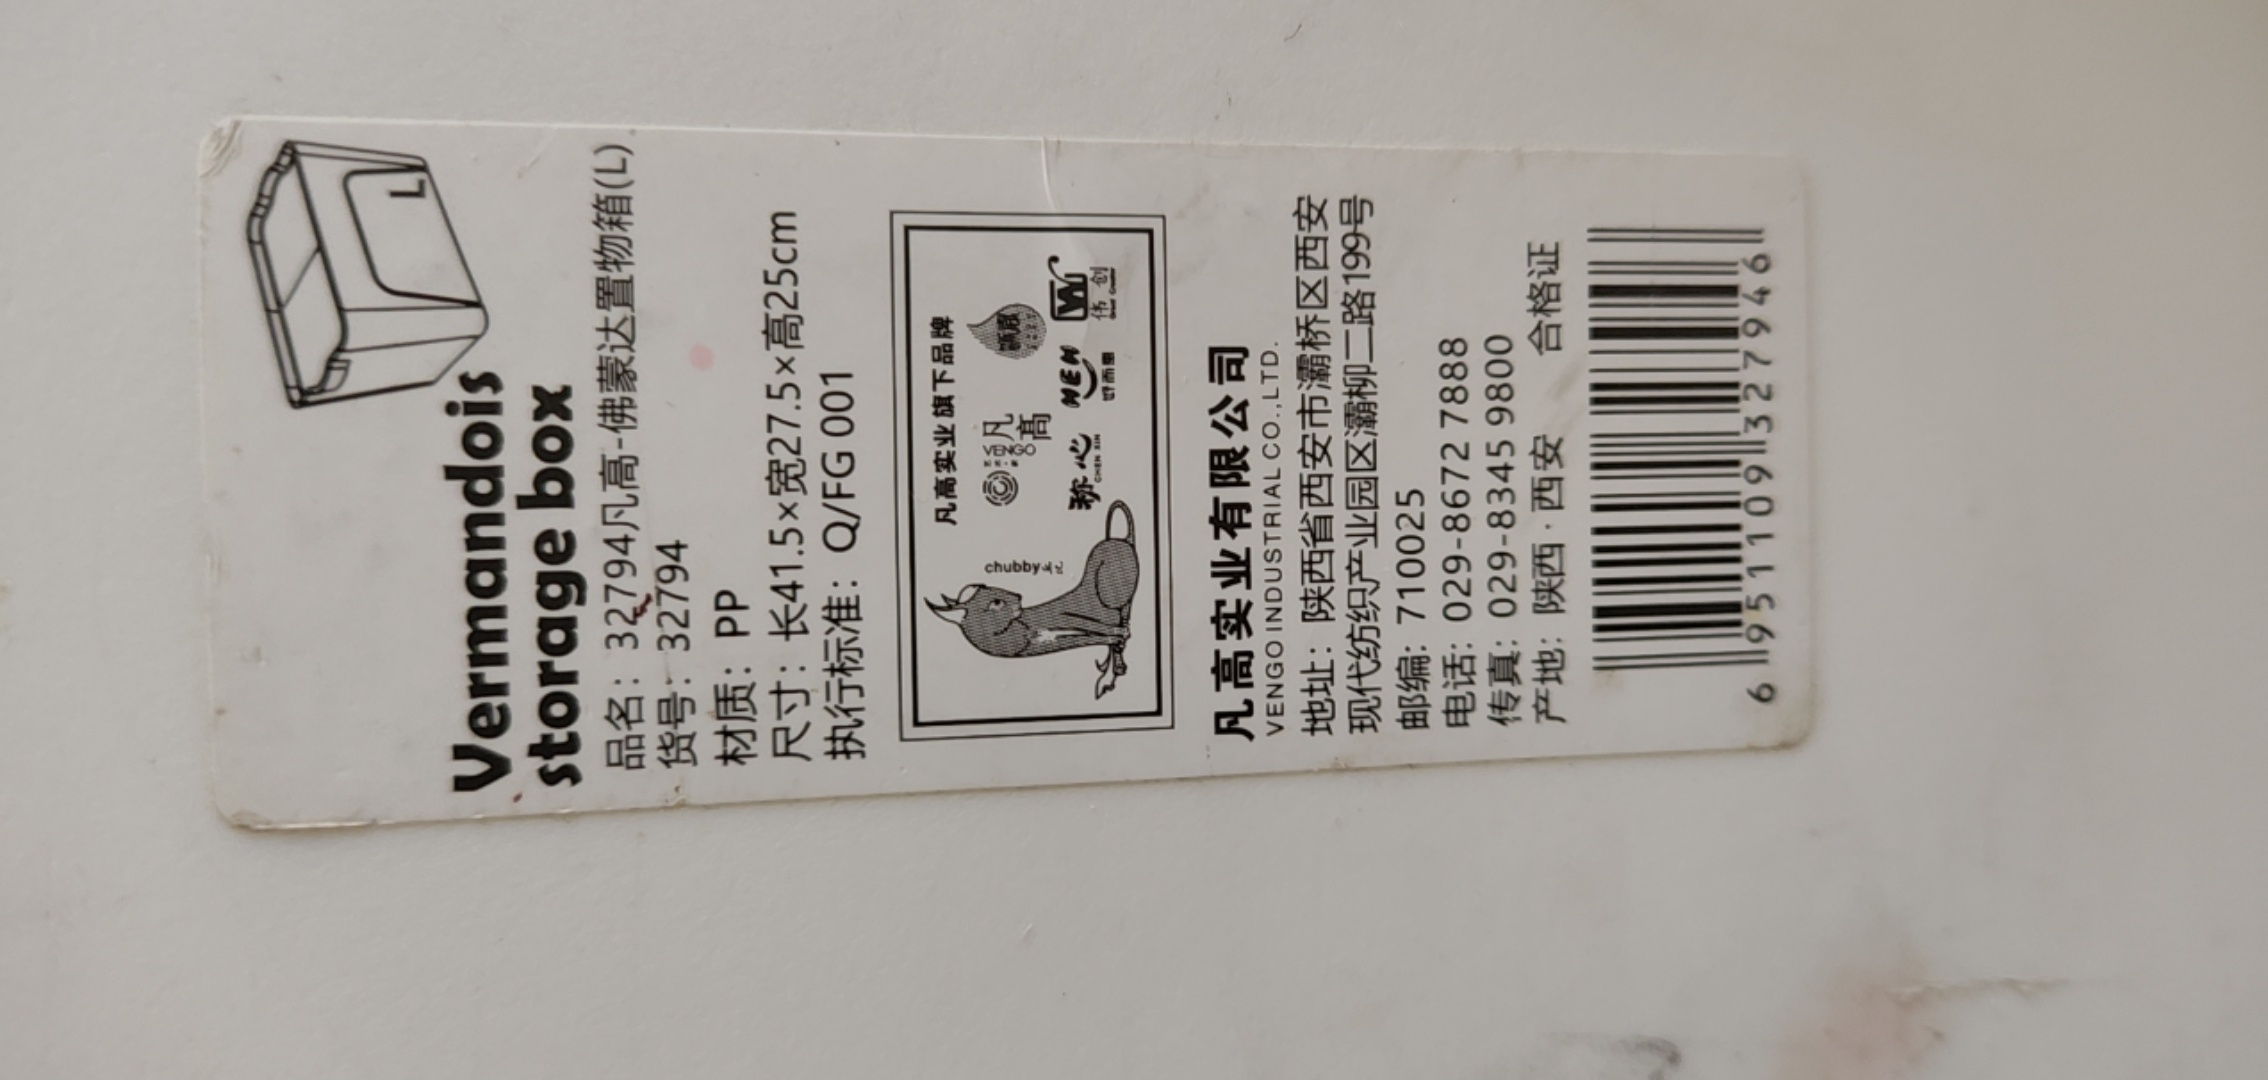 L
Vermandois
storage box
品名：32794凡高-佛蒙达置物箱(L)
货号：32794
材质：PP
尺寸：长41.5×宽27.5×高25cm
执行标准：Q/FG 001
凡高实业旗下品牌
chubby
VENGO
凡高
称心
CHEN XIN
NEW
伟创
凡高实业有限公司
VENGO INDUSTRIAL CO.,LTD.
地址：陕西省西安市灞桥区西安
现代纺织产业园区灞柳二路199号
邮编：710025
电话：029-8672 7888
传真：029-8345 9800
产地：陕西·西安 合格证
6 951109 327946